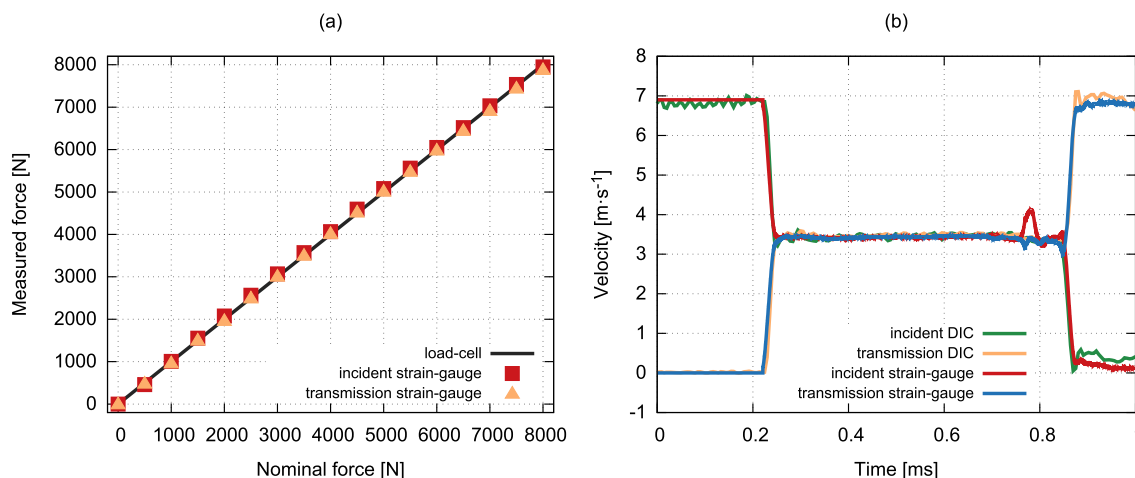 (a)
Measured force [N]
8000
7000
6000
5000
4000
3000
2000
1000
0
load-cell
incident strain-gauge
transmission strain-gauge
0 1000 2000 3000 4000 5000 6000 7000 8000
Nominal force [N]
(b)
Velocity [m·s⁻¹]
8
7
6
5
4
3
2
1
0
-1
incident DIC
transmission DIC
incident strain-gauge
transmission strain-gauge
0 0.2 0.4 0.6 0.8
Time [ms]